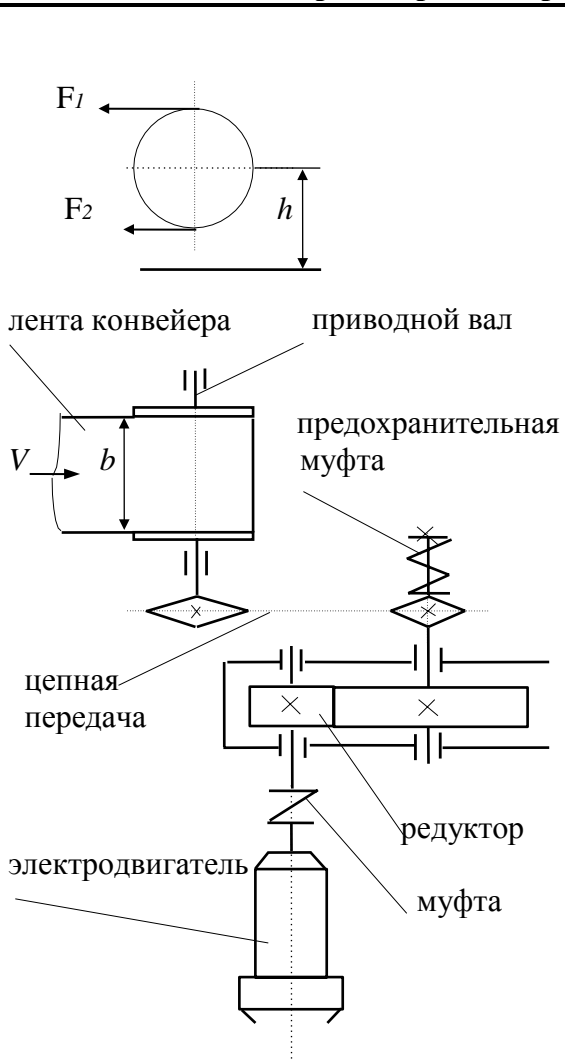 F1
F2
h
лента конвейера
приводной вал
предохранительная
муфта
V
b
цепная
передача
редуктор
электродвигатель
муфта